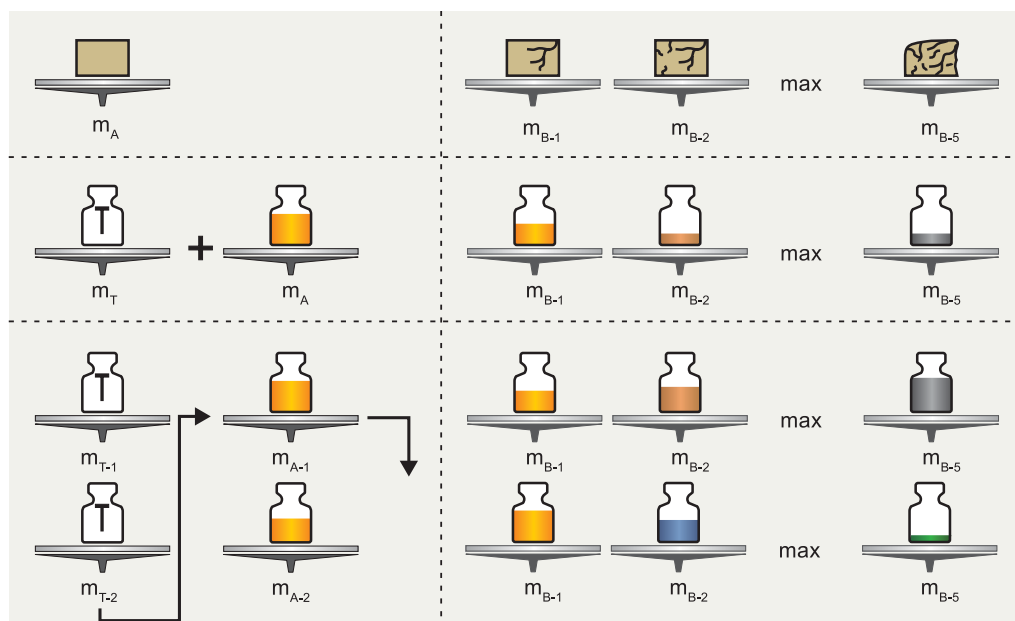 max
m_A m_B-1 m_B-2 m_B-5
T + max
m_T m_A m_B-1 m_B-2 m_B-5
T max
m_T-1 m_A-1 m_B-1 m_B-2 m_B-5
T max
m_T-2 m_A-2 m_B-1 m_B-2 m_B-5